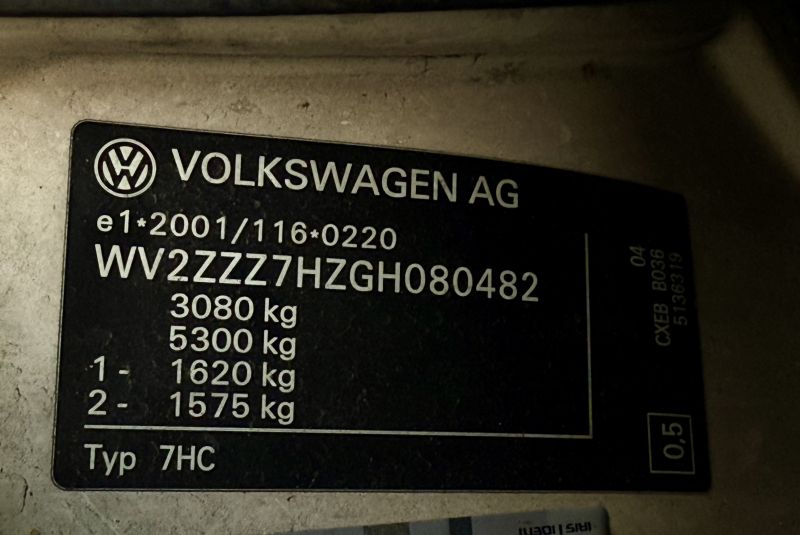 VOLKSWAGEN AG
e1*2001/116*0220
WV2ZZZ7HZGH080482
3080 kg
5300 kg
1 - 1620 kg
2 - 1575 kg
Typ 7HC
04
CXEB B036
5136319
0,5